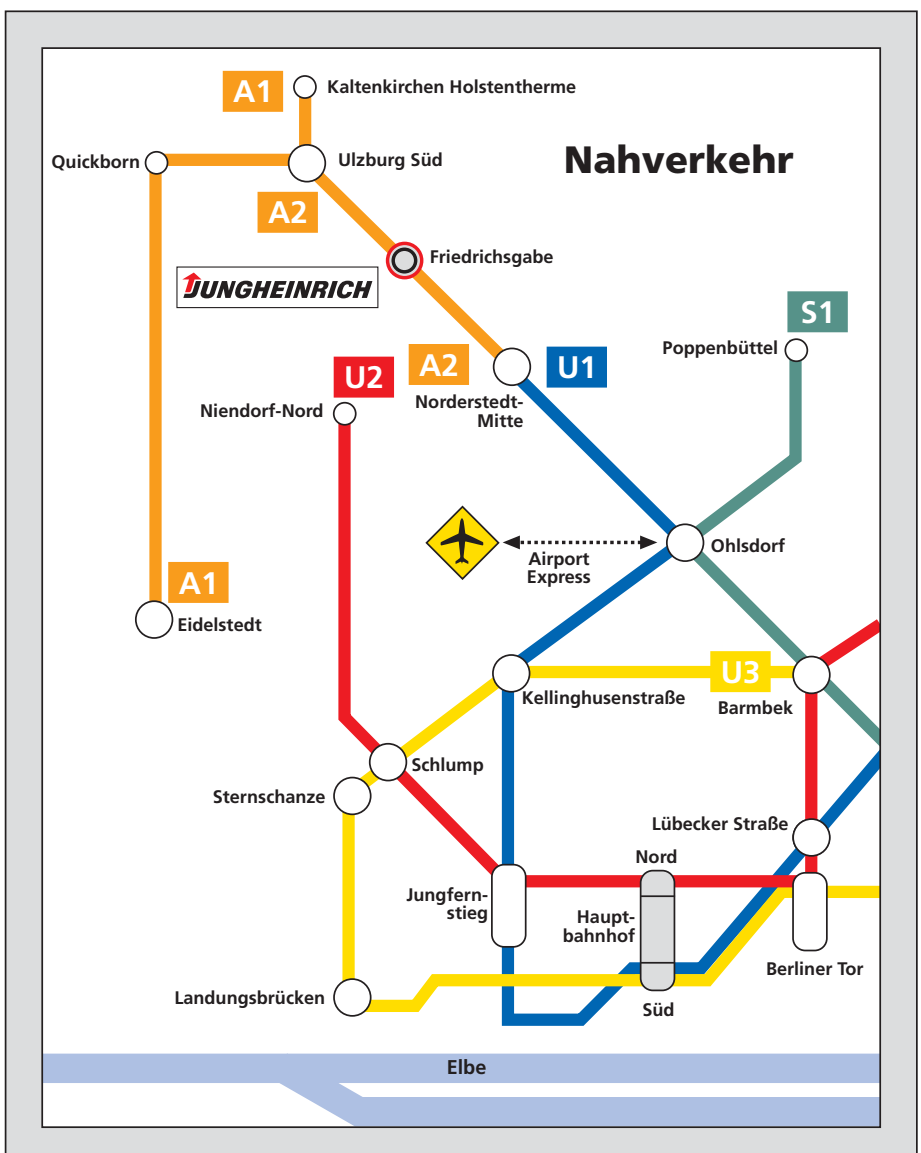 A1
Kaltenkirchen Holstentherme
Quickborn
Ulzburg Süd
Nahverkehr
A2
Friedrichsgabe
JUNGHEINRICH
S1
Poppenbüttel
U2
A2
U1
Niendorf-Nord
Norderstedt-
Mitte
Ohlsdorf
Airport
Express
A1
Eidelstedt
U3
Kellinghusenstraße
Barmbek
Schlump
Sternschanze
Lübecker Straße
Nord
Jungfern-
stieg
Haupt-
bahnhof
Berliner Tor
Landungsbrücken
Süd
Elbe